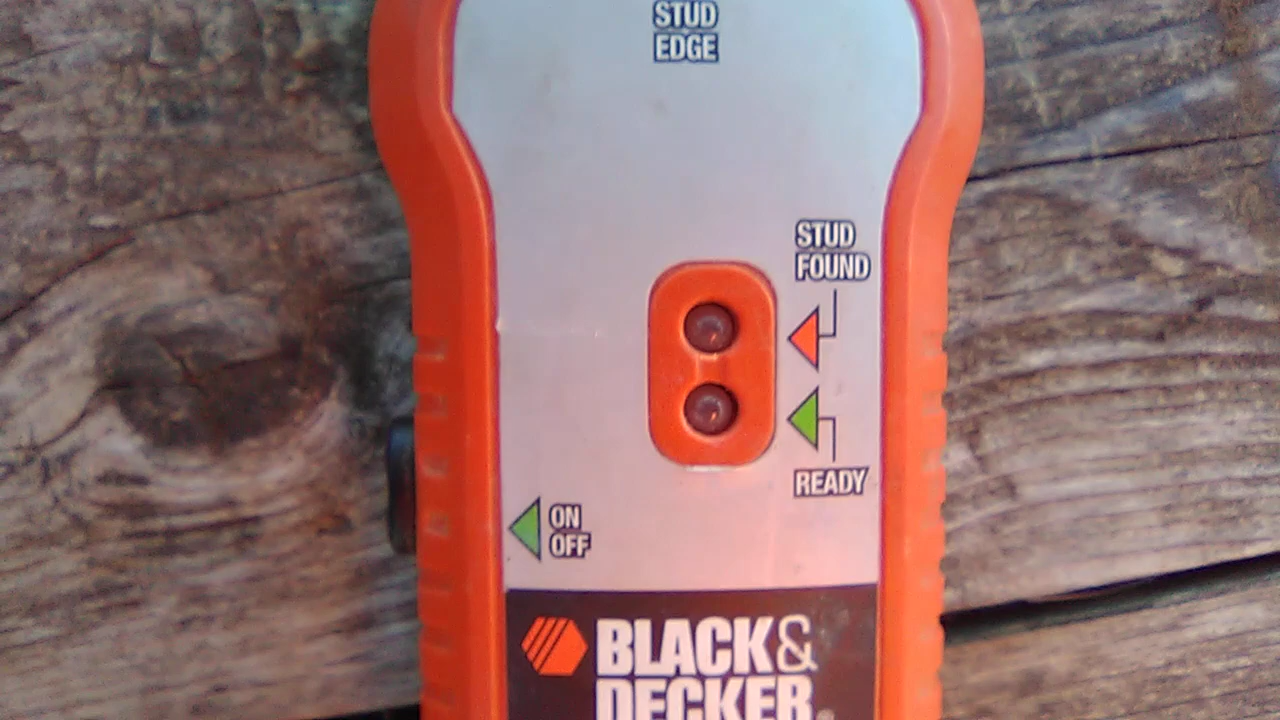 STUD
EDGE
STUD
FOUND
READY
ON
OFF
BLACK&
DECKER